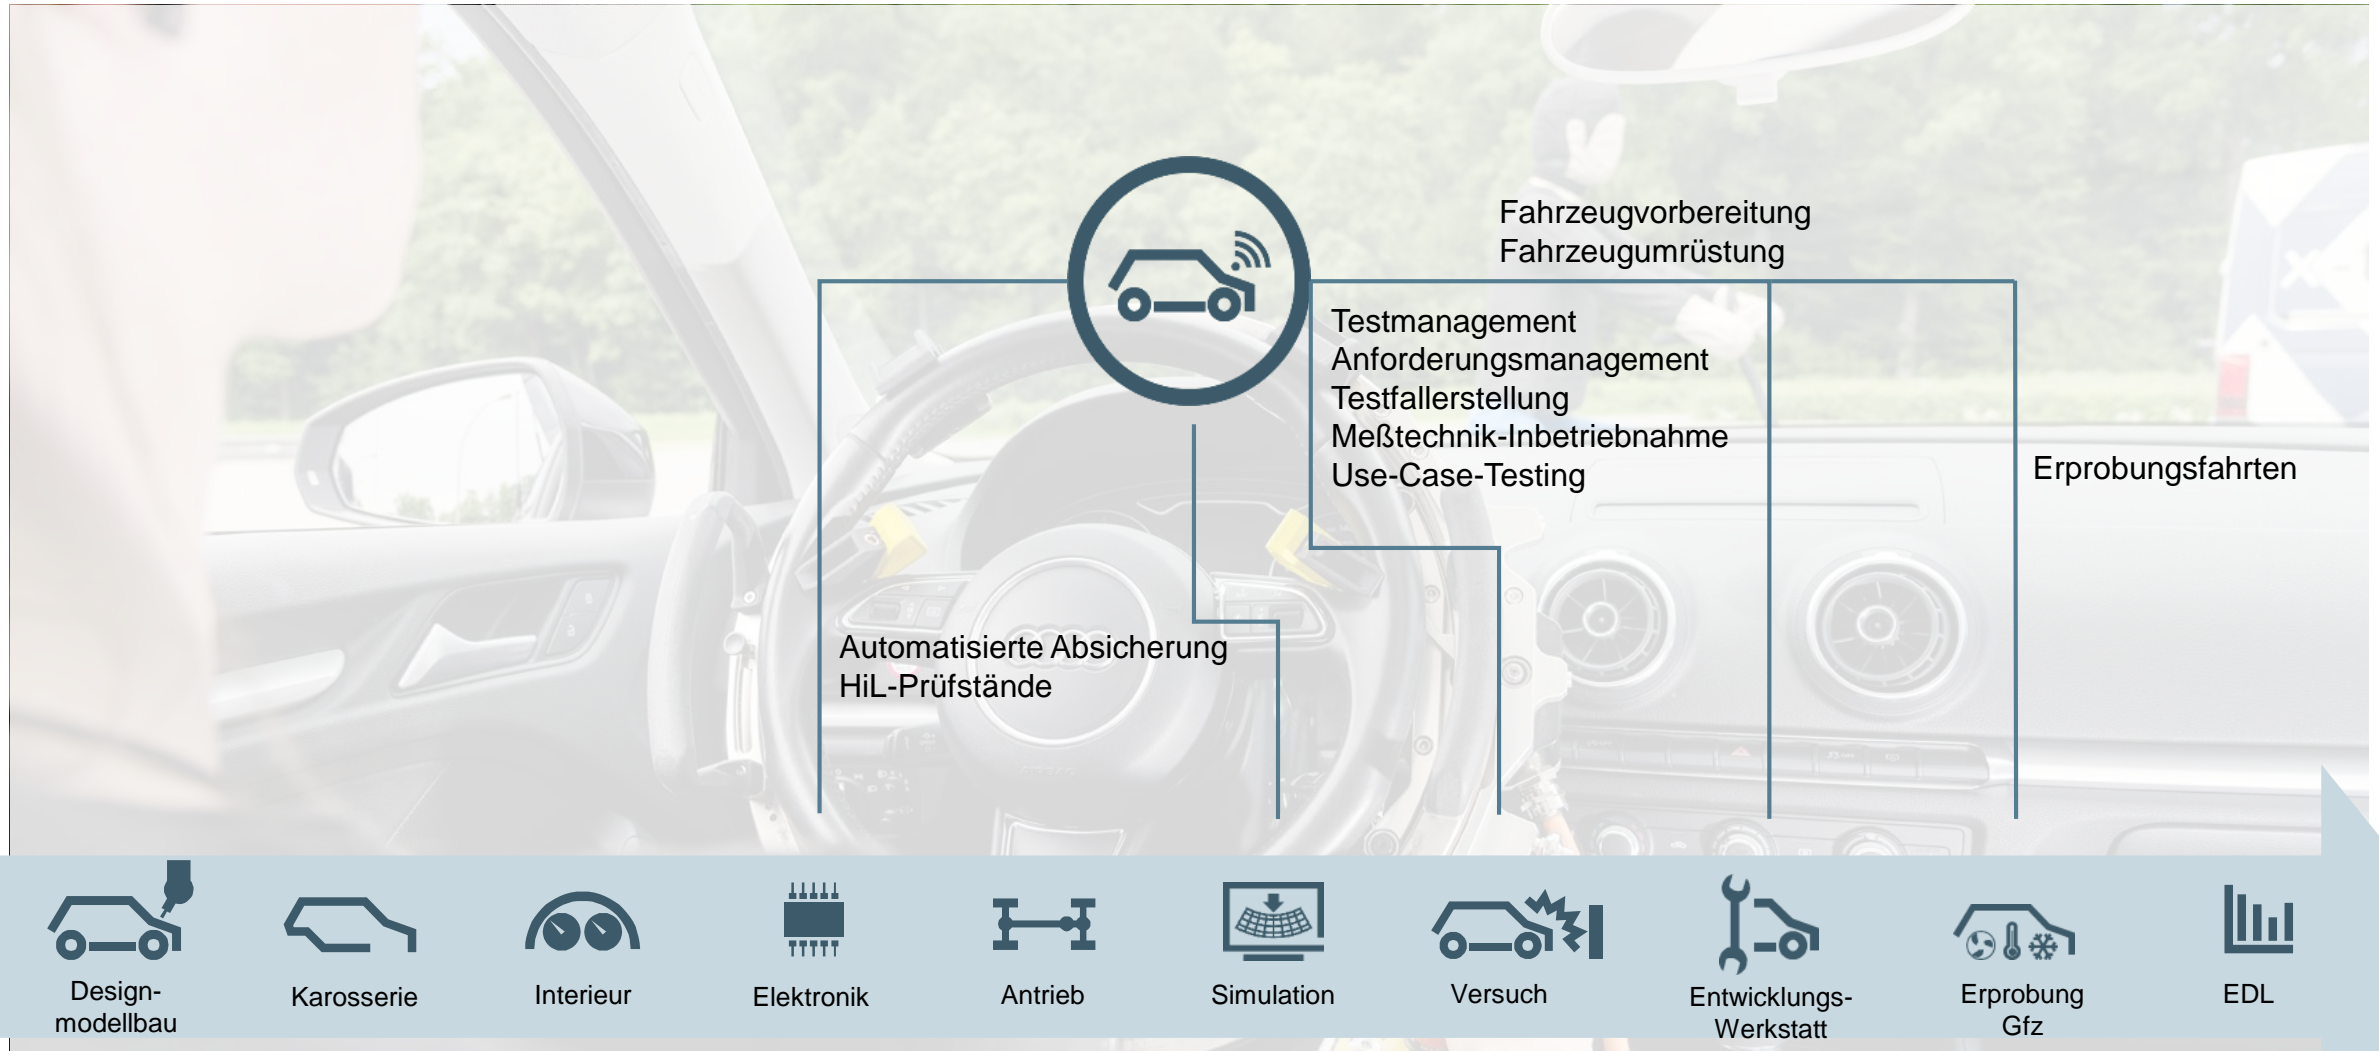 Fahrzeugvorbereitung
Fahrzeugumrüstung
Testmanagement
Anforderungsmanagement
Testfallerstellung
Meßtechnik-Inbetriebnahme
Use-Case-Testing
Erprobungsfahrten
Automatisierte Absicherung
HiL-Prüfstände
Design-
modellbau
Karosserie
Interieur
Elektronik
Antrieb
Simulation
Versuch
Entwicklungs-
Werkstatt
Erprobung
Gfz
EDL